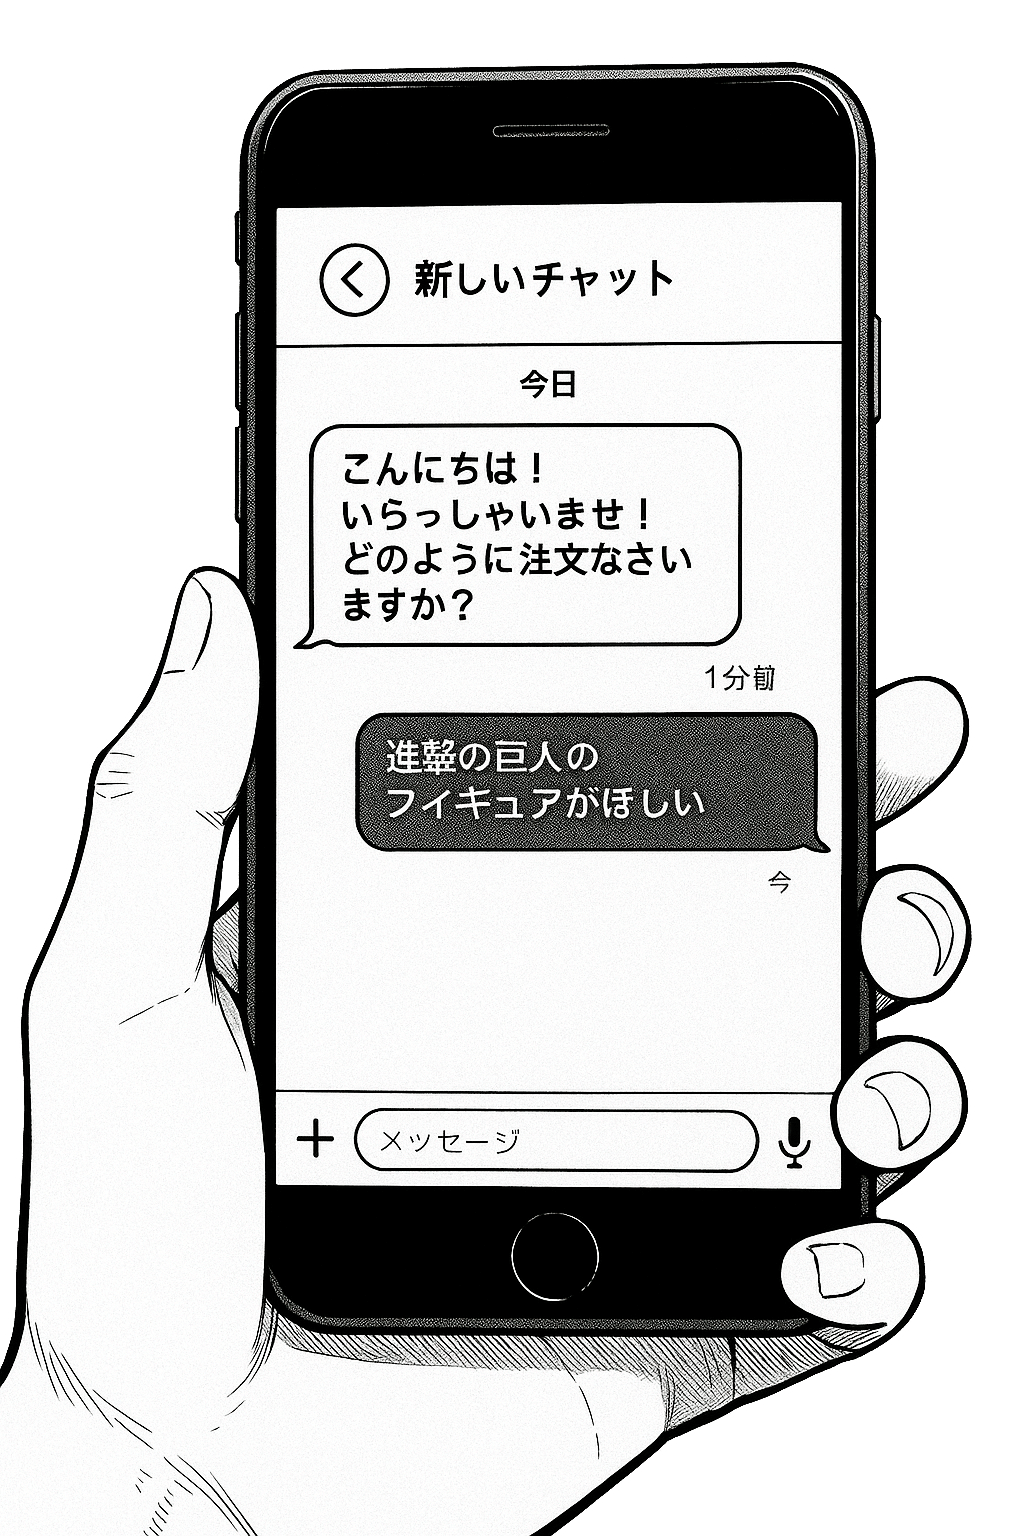 新しいチャット
今日
こんにちは！
いらっしゃいませ！
どのように注文なさい
ますか？
1分前
進撃の巨人の
フイギュアがほしい
今
メッセージ